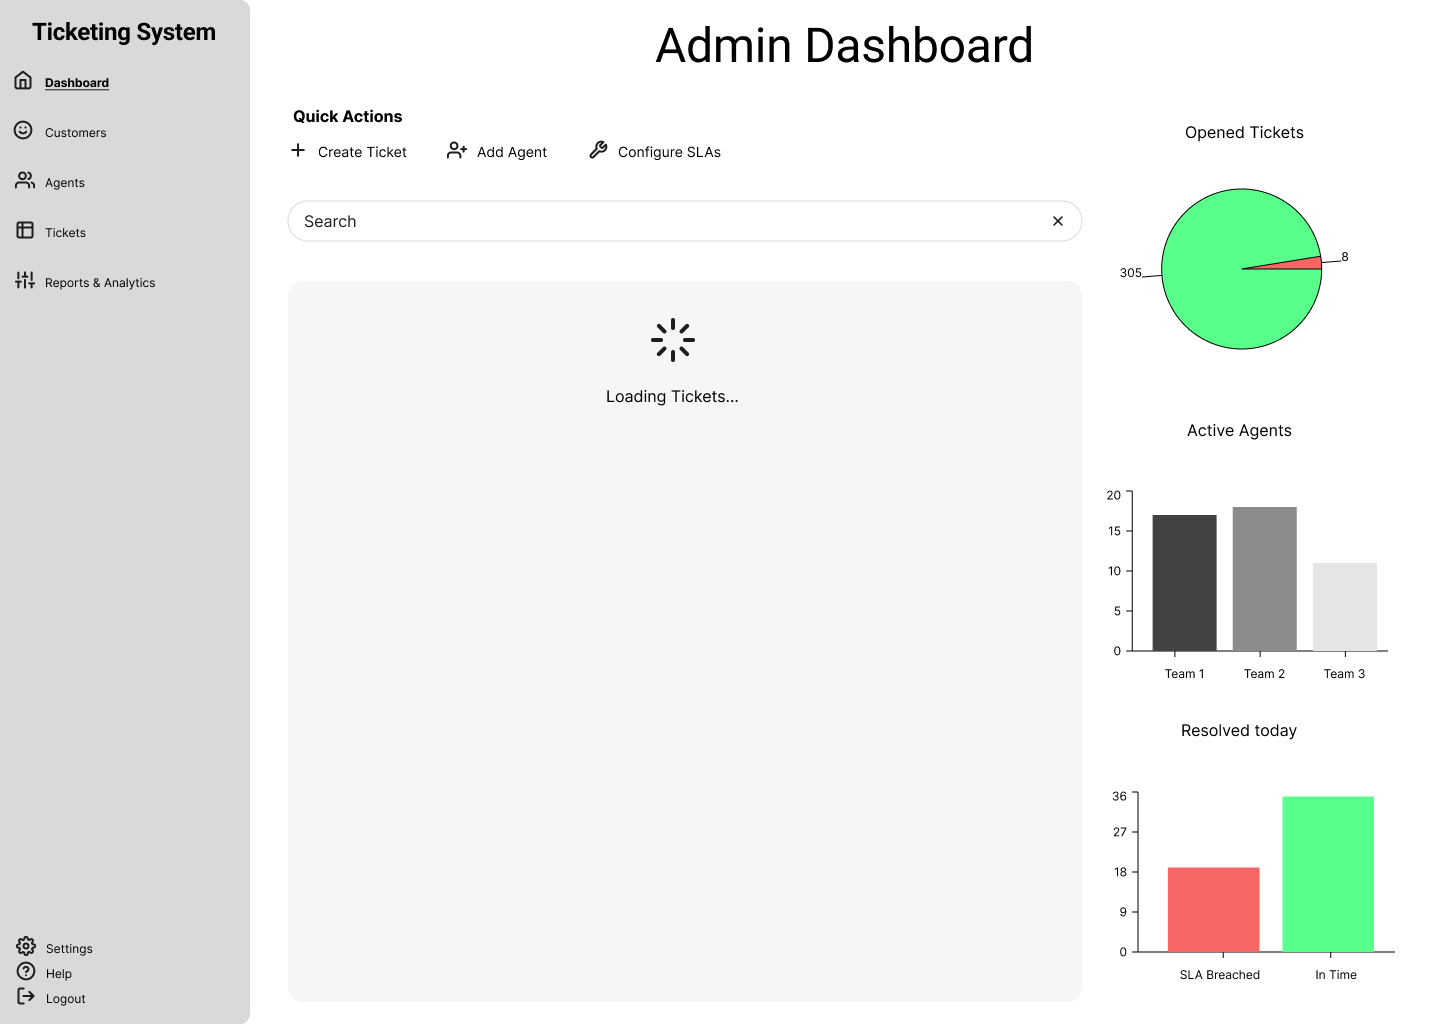 Ticketing System
Dashboard
Customers
Agents
Tickets
Reports & Analytics
Settings
Help
Logout
Admin Dashboard
Quick Actions
Create Ticket
Add Agent
Configure SLAs
Search
Loading Tickets...
Opened Tickets
305
8
Active Agents
20
15
10
5
0
Team 1
Team 2
Team 3
Resolved today
36
27
18
9
0
SLA Breached
In Time